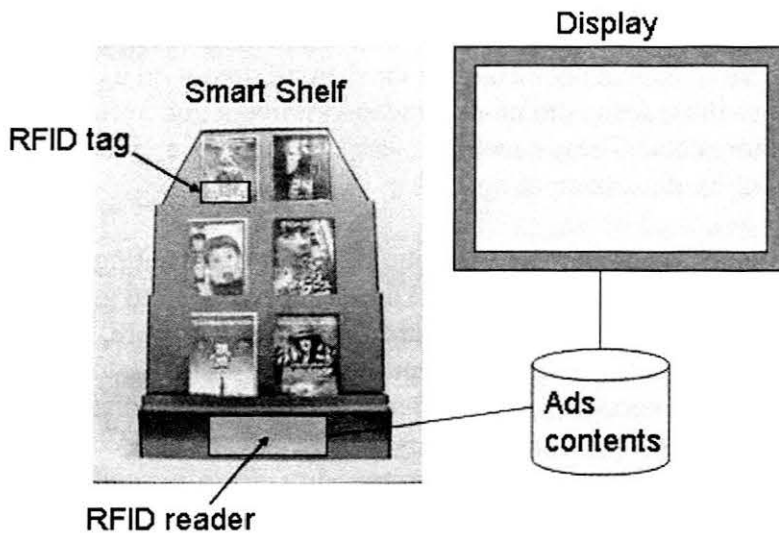 Display
Smart Shelf
RFID tag
Ads
contents
RFID reader